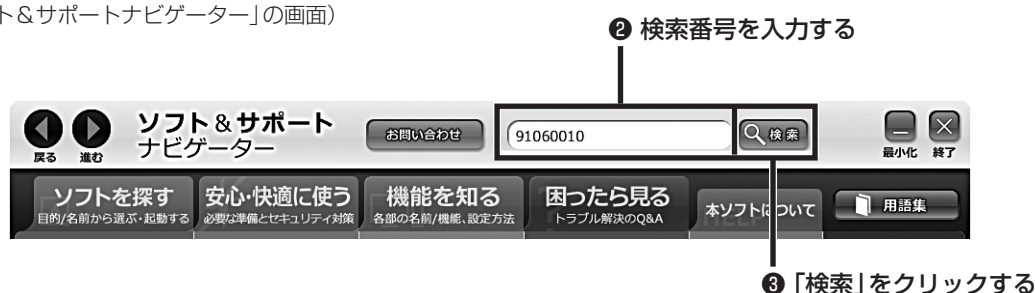 ト＆サポートナビゲーター」の画面）
❷ 検索番号を入力する
戻る 進む
ソフト＆サポート
ナビゲーター
お問い合わせ
91060010
検索
最小化 終了
ソフトを探す
目的/名前から選ぶ・起動する
安心・快適に使う
必要な準備とセキュリティ対策
機能を知る
各部の名前/機能、設定方法
困ったら見る
トラブル解決のQ&A
本ソフトについて
用語集
❸「検索」をクリックする